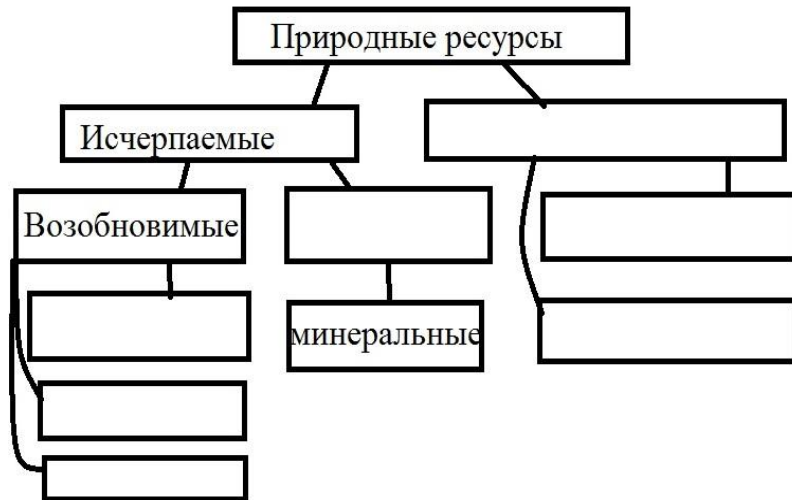 Природные ресурсы
Исчерпаемые
Возобновимые
минеральные